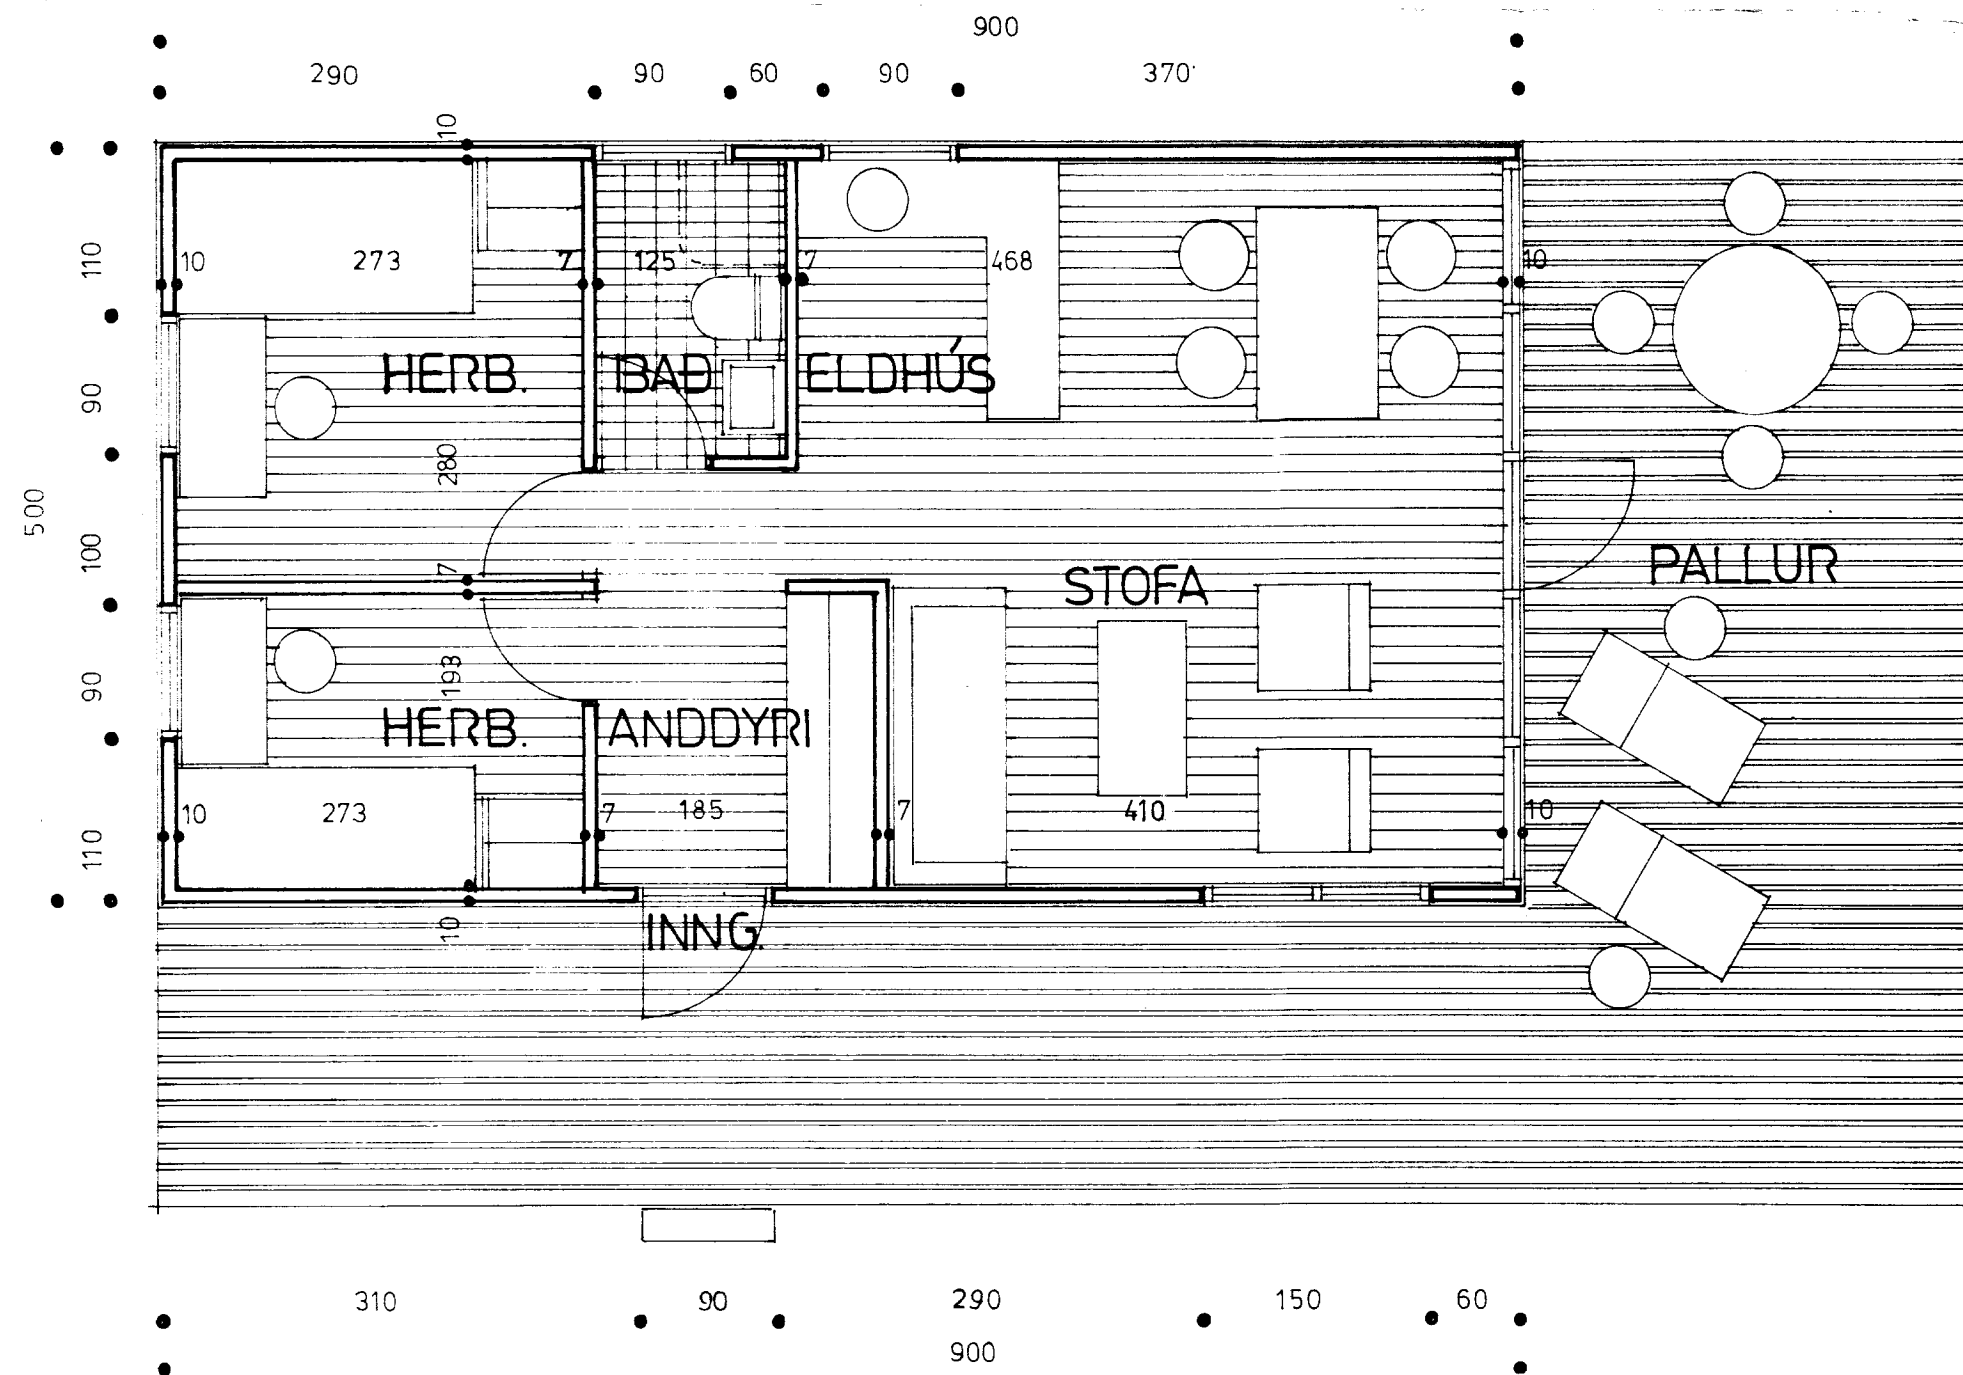 900
290 90 60 90 370
10
110 10 273 7 125 7 468 10
HERB. BAÐ ELDHÚS
90
280
500
100 7 STOFA PALLUR
90 193
HERB. ANDDYRI
110 10 273 7 185 7 410 10
10 INNG.
310 90 290 150 60
900